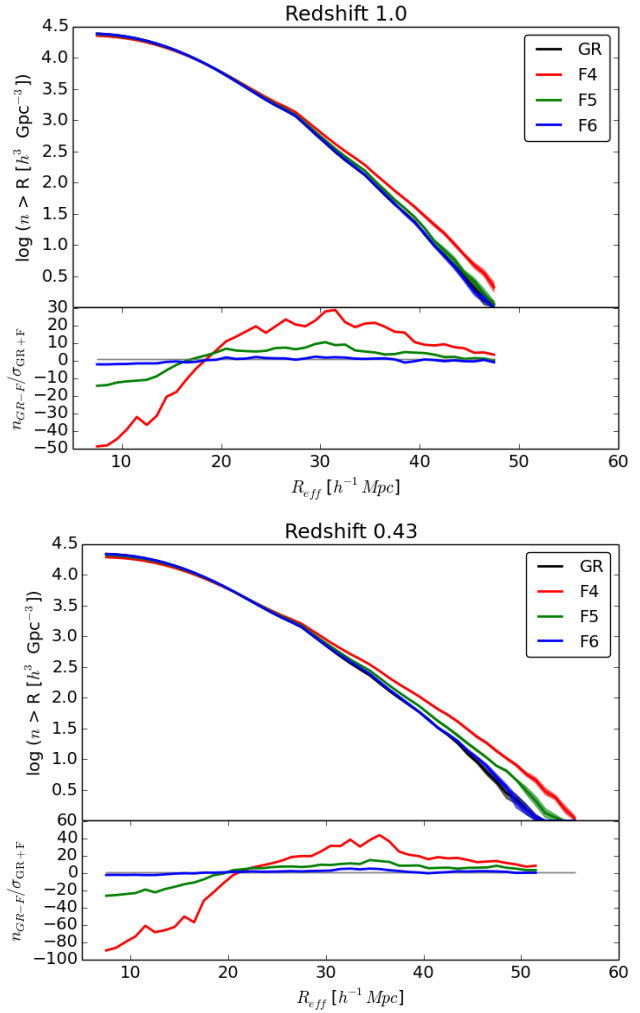 Redshift 1.0
log (n > R [h³ Gpc⁻³])
4.5
4.0
3.5
3.0
2.5
2.0
1.5
1.0
0.5
GR
F4
F5
F6
n_{GR−F}/σ_{GR+F}
30
20
10
0
−10
−20
−30
−40
−50
10 20 30 40 50 60
R_{eff} [h⁻¹ Mpc]
Redshift 0.43
log (n > R [h³ Gpc⁻³])
4.5
4.0
3.5
3.0
2.5
2.0
1.5
1.0
0.5
GR
F4
F5
F6
n_{GR−F}/σ_{GR+F}
60
40
20
0
−20
−40
−60
−80
−100
10 20 30 40 50 60
R_{eff} [h⁻¹ Mpc]